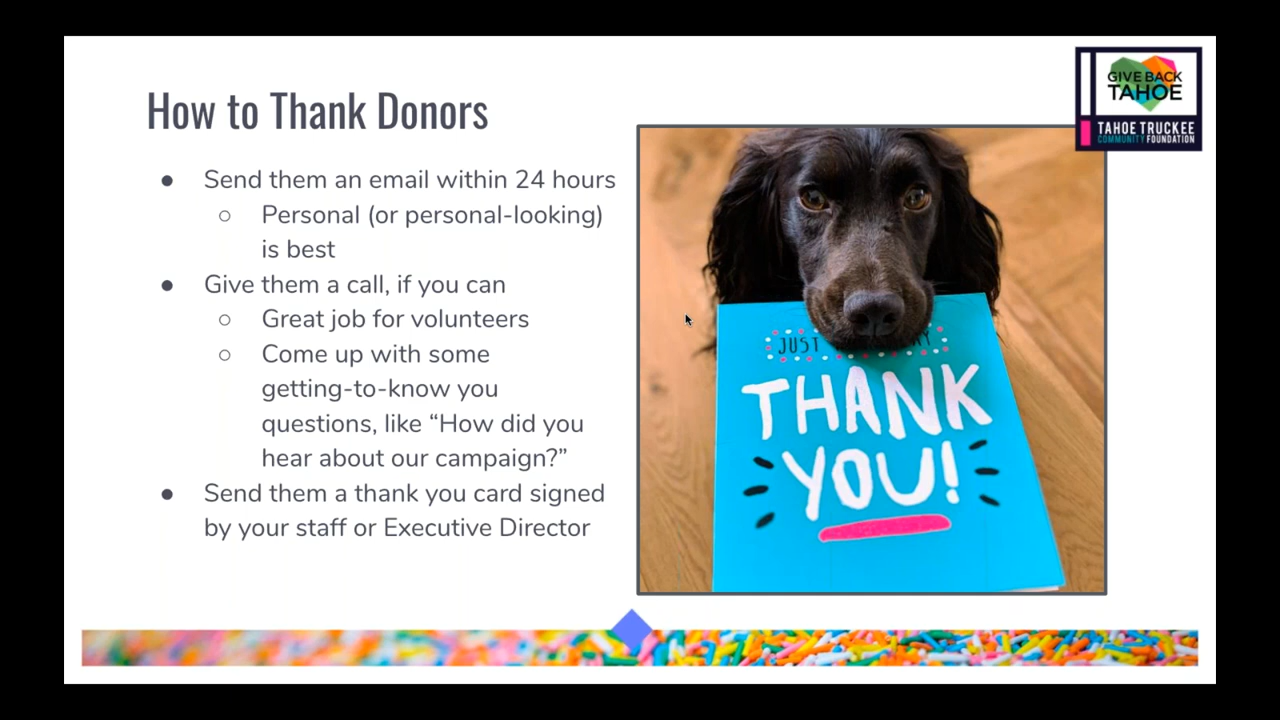 How to Thank Donors
● Send them an email within 24 hours
○ Personal (or personal-looking)
is best
● Give them a call, if you can
○ Great job for volunteers
○ Come up with some
getting-to-know you
questions, like “How did you
hear about our campaign?”
● Send them a thank you card signed
by your staff or Executive Director
GIVE BACK
TAHOE
TAHOE TRUCKEE
COMMUNITY FOUNDATION
JUST
THANK
YOU!